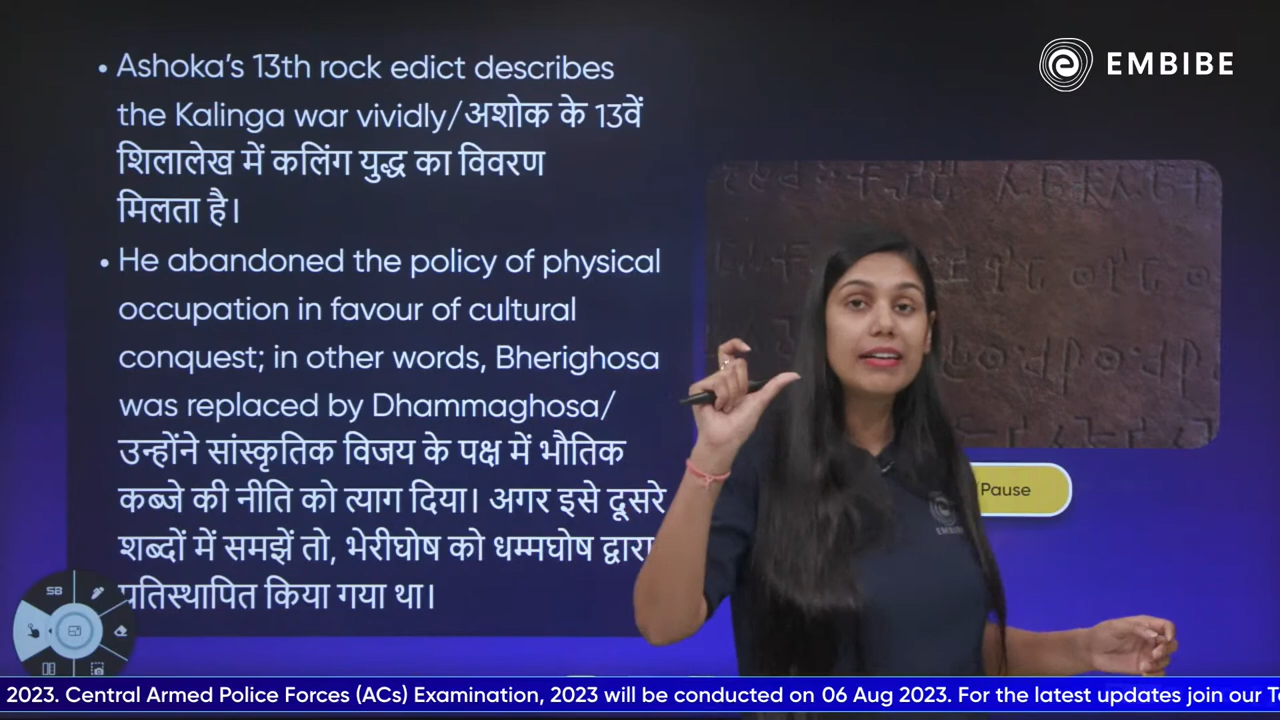 • Ashoka’s 13th rock edict describes
the Kalinga war vividly/अशोक के 13वें
शिलालेख में कलिंग युद्ध का विवरण
मिलता है।
• He abandoned the policy of physical
occupation in favour of cultural
conquest; in other words, Bherighosa
was replaced by Dhammaghosa/
उन्होंने सांस्कृतिक विजय के पक्ष में भौतिक
कब्जे की नीति को त्याग दिया। अगर इसे दूसरे
शब्दों में समझें तो, भेरीघोष को धम्मघोष द्वारा
प्रतिस्थापित किया गया था।
EMBIBE
Pause
EMBIBE
SB
2023. Central Armed Police Forces (ACs) Examination, 2023 will be conducted on 06 Aug 2023. For the latest updates join our